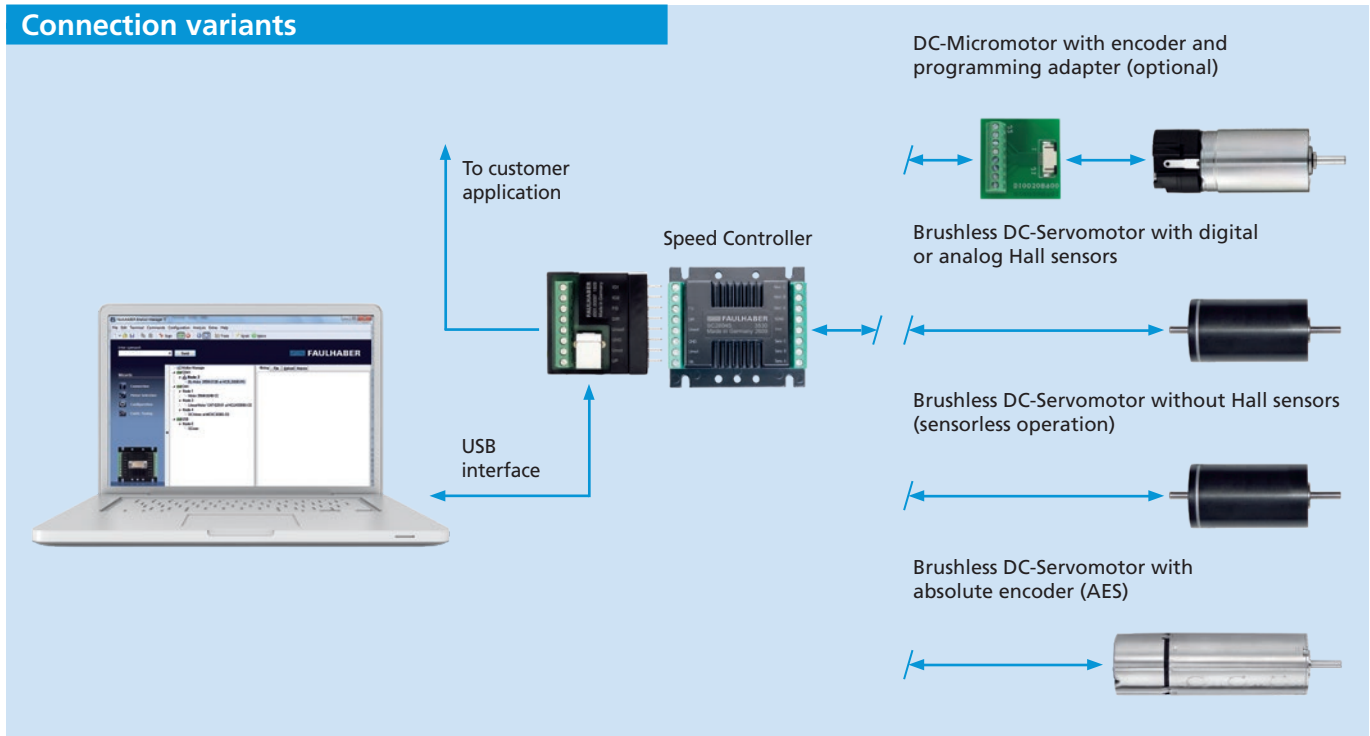 Connection variants
DC-Micromotor with encoder and
programming adapter (optional)
To customer
application
Speed Controller
Brushless DC-Servomotor with digital
or analog Hall sensors
FAULHABER
FAULHABER
Made in Germany
FAULHABER
USB
interface
Brushless DC-Servomotor without Hall sensors
(sensorless operation)
Brushless DC-Servomotor with
absolute encoder (AES)